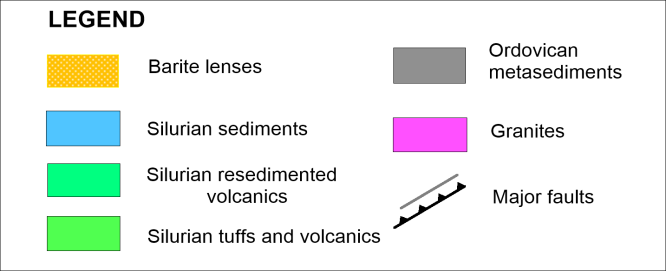 LEGEND
Barite lenses
Silurian sediments
Silurian resedimented
volcanics
Silurian tuffs and volcanics
Ordovican
metasediments
Granites
Major faults